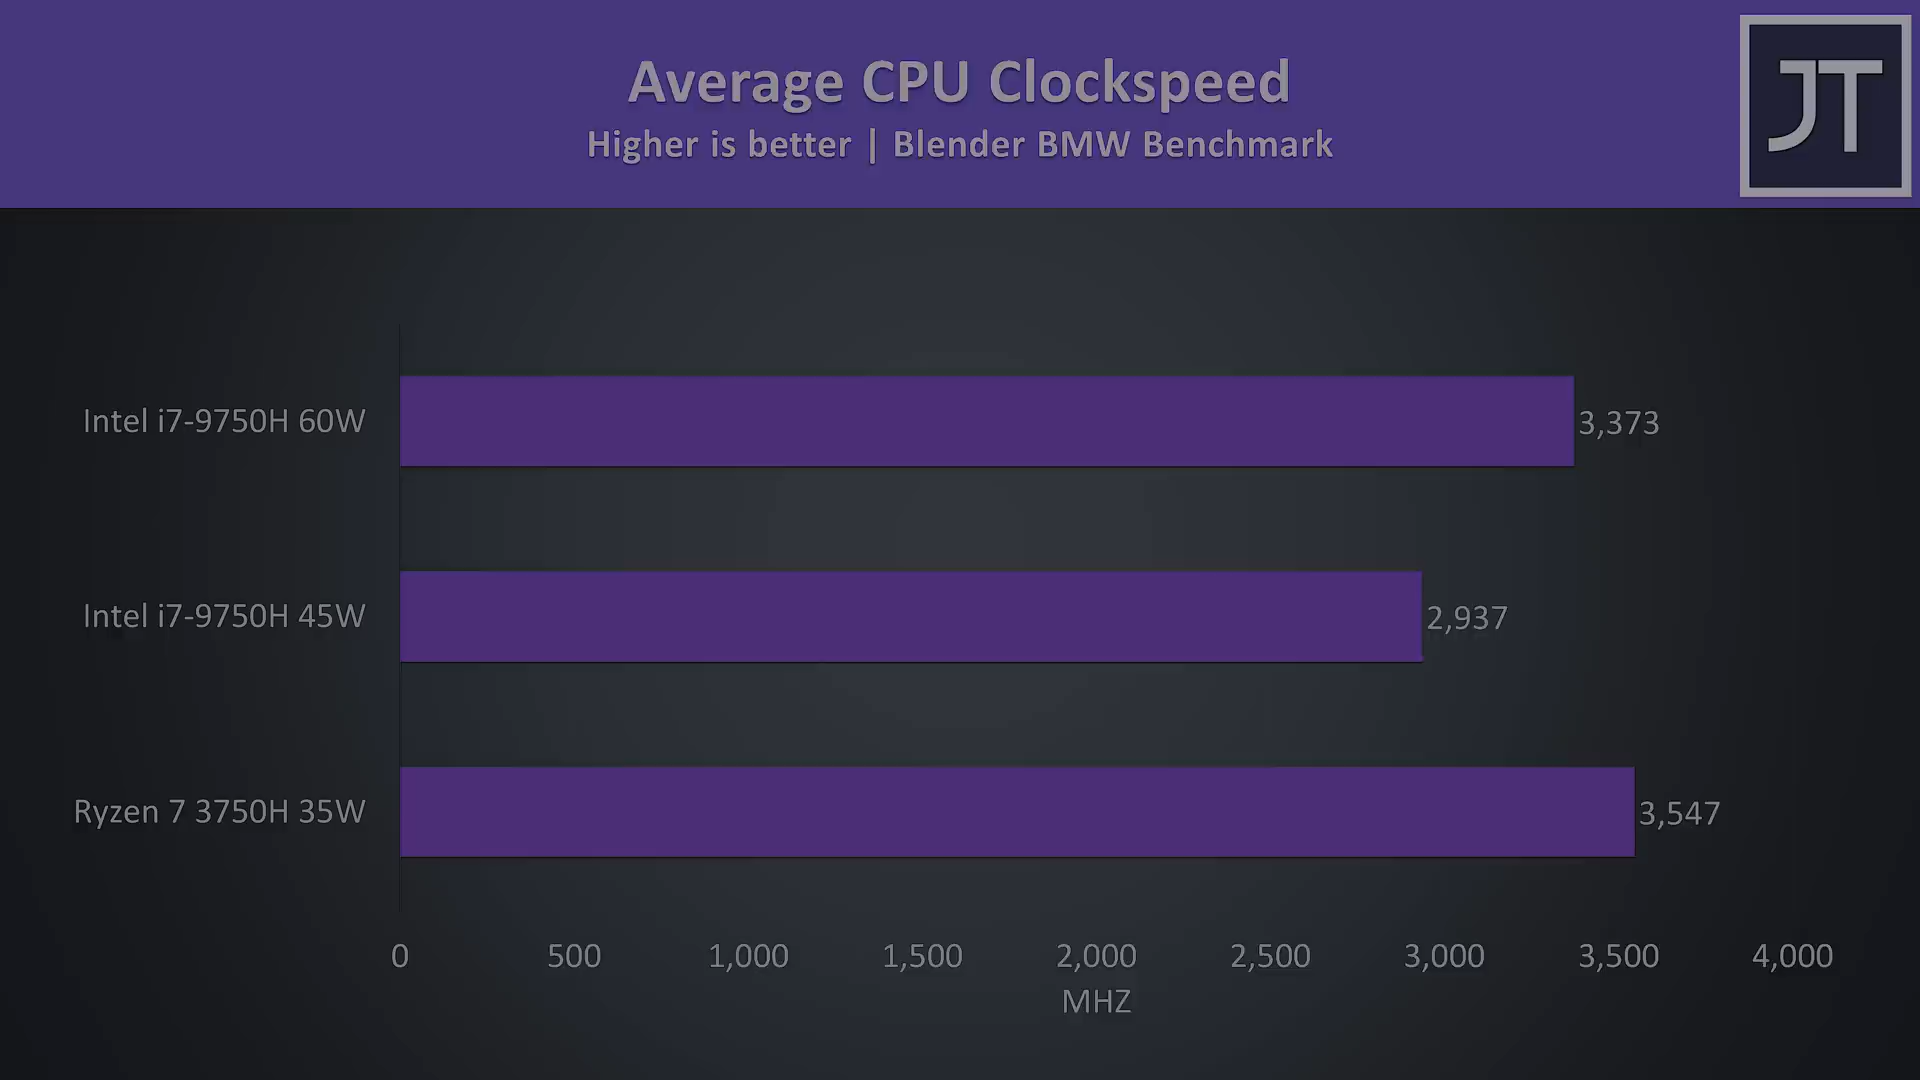 Average CPU Clockspeed
Higher is better | Blender BMW Benchmark
JT
Intel i7-9750H 60W
3,373
Intel i7-9750H 45W
2,937
Ryzen 7 3750H 35W
3,547
0 500 1,000 1,500 2,000 2,500 3,000 3,500 4,000
MHZ